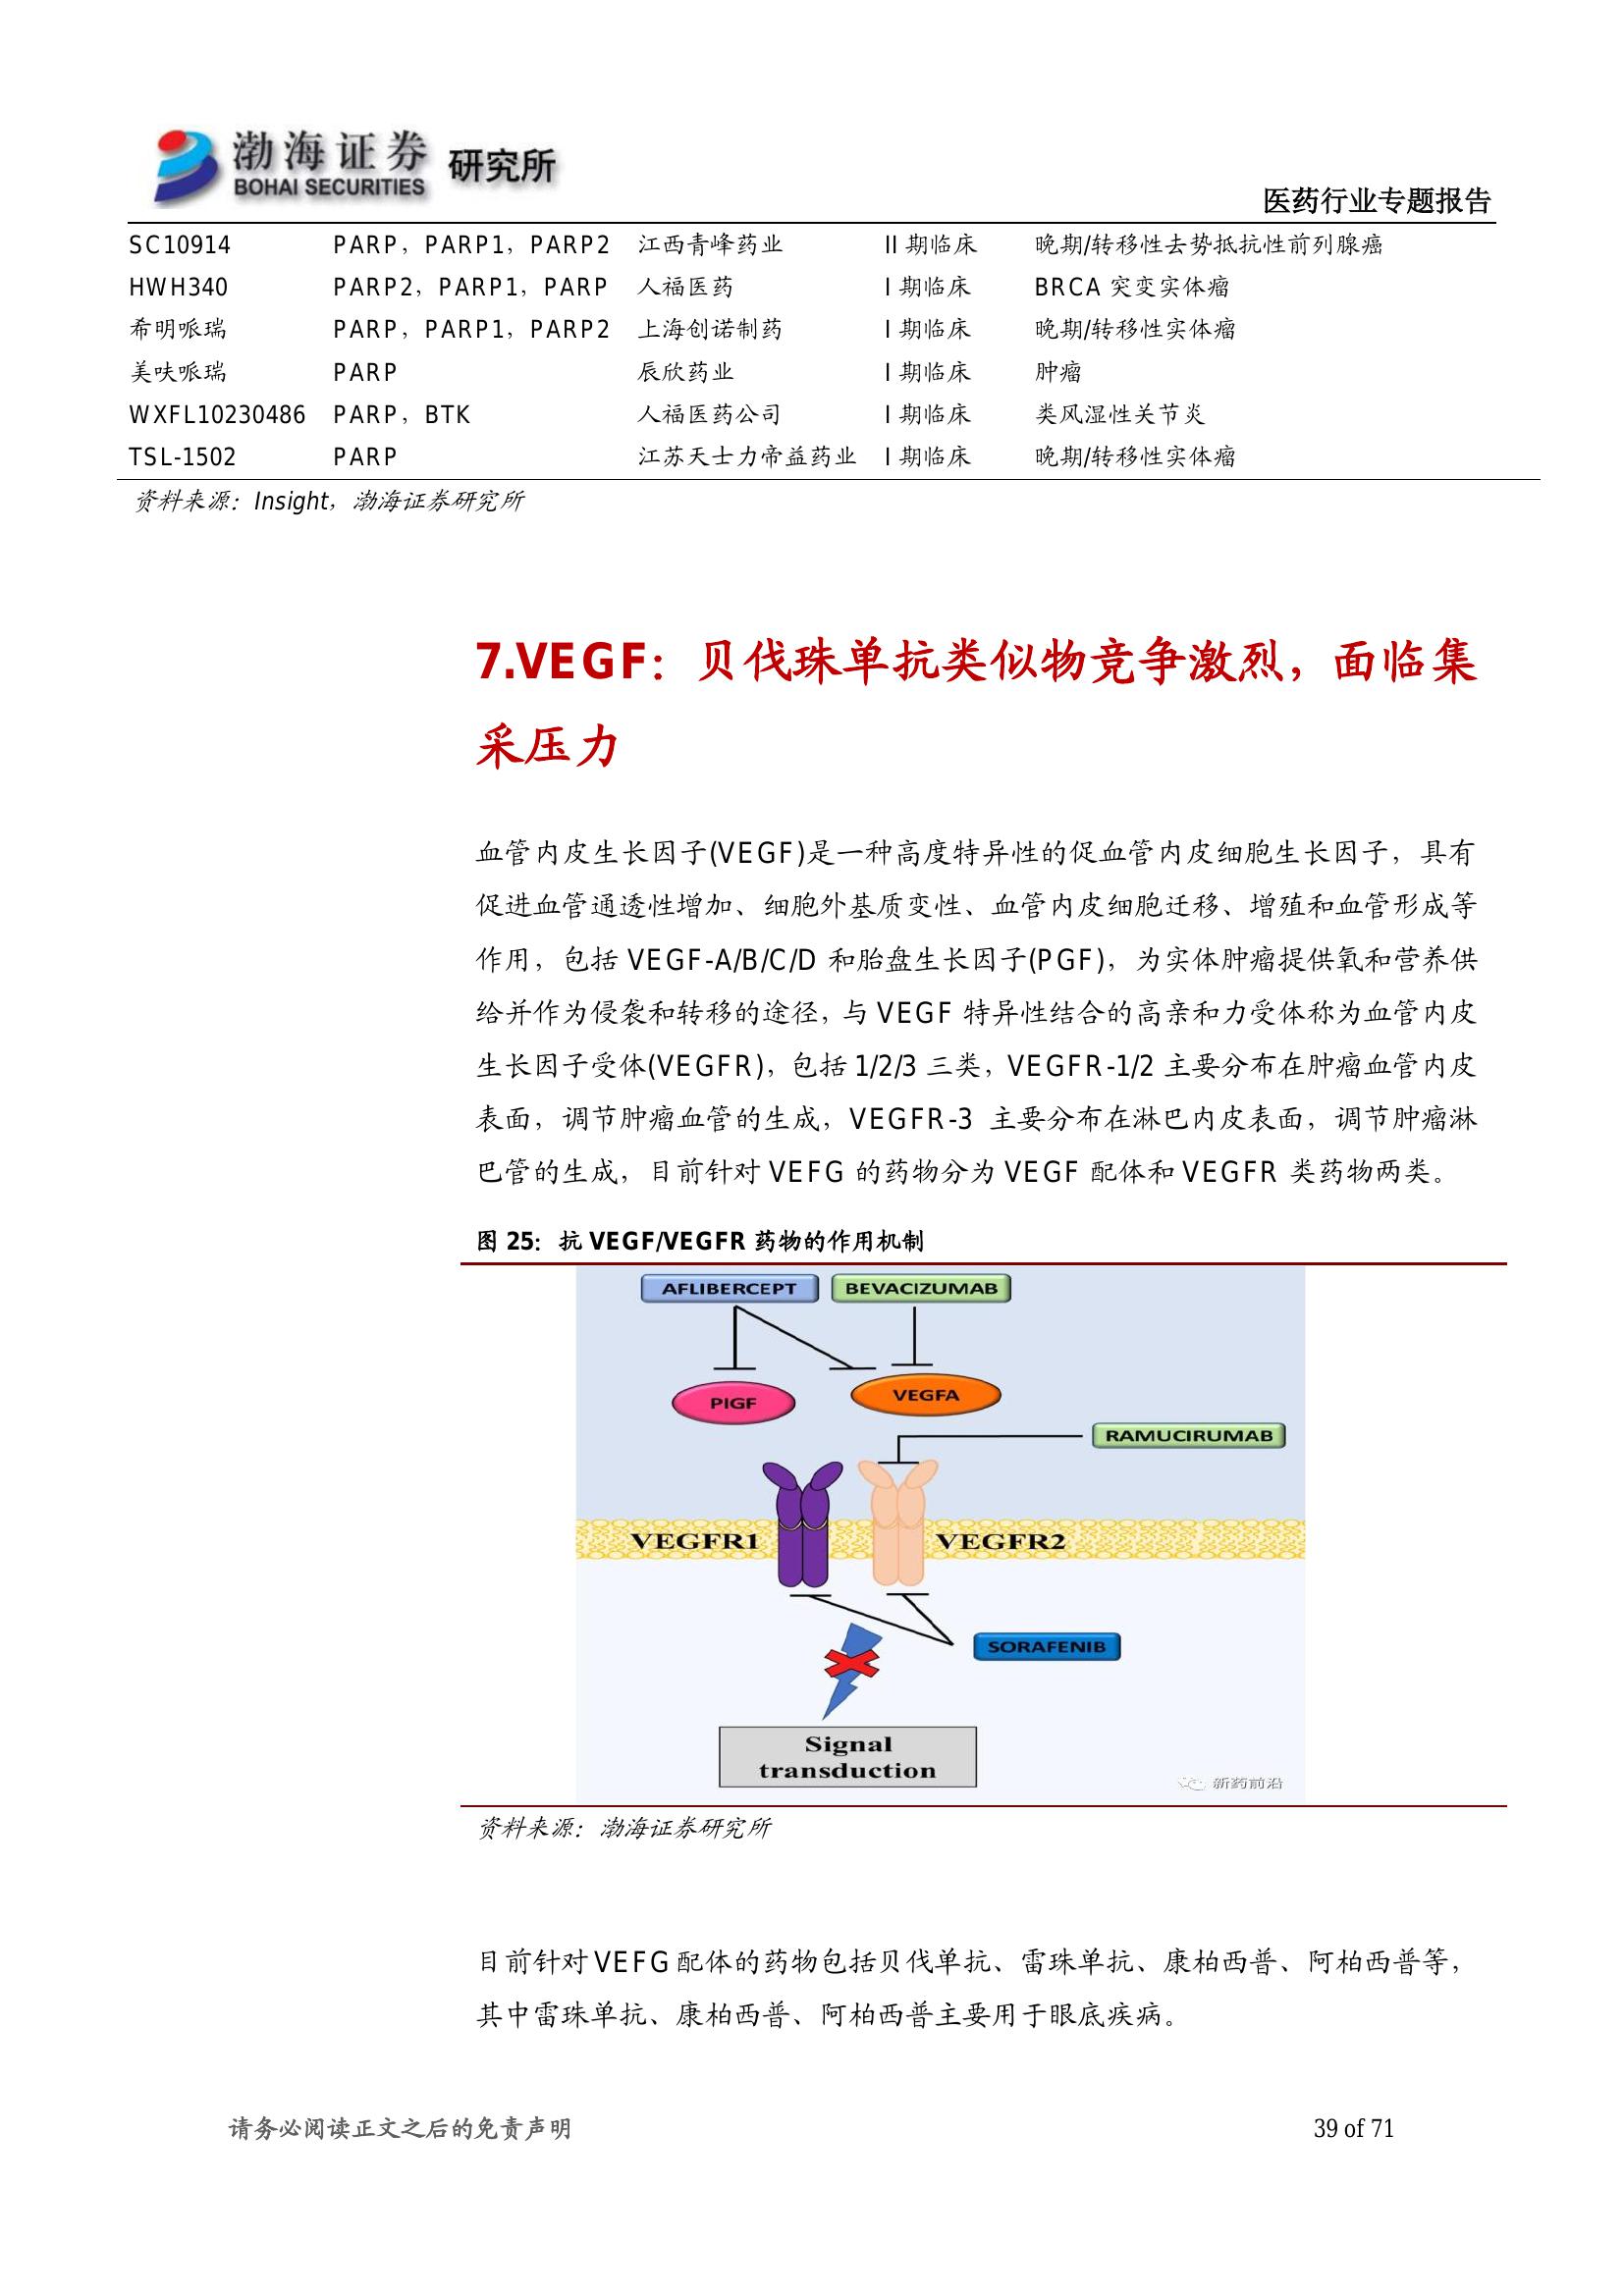 渤海证券 研究所
BOHAI SECURITIES
医药行业专题报告
SC10914 PARP，PARP1，PARP2 江西青峰药业 II 期临床 晚期/转移性去势抵抗性前列腺癌
HWH340 PARP2，PARP1，PARP 人福医药 I 期临床 BRCA 突变实体瘤
希明哌瑞 PARP，PARP1，PARP2 上海创诺制药 I 期临床 晚期/转移性实体瘤
美呋哌瑞 PARP 辰欣药业 I 期临床 肿瘤
WXFL10230486 PARP，BTK 人福医药公司 I 期临床 类风湿性关节炎
TSL-1502 PARP 江苏天士力帝益药业 I 期临床 晚期/转移性实体瘤
资料来源：Insight，渤海证券研究所
7.VEGF：贝伐珠单抗类似物竞争激烈，面临集
采压力
血管内皮生长因子(VEGF)是一种高度特异性的促血管内皮细胞生长因子，具有
促进血管通透性增加、细胞外基质变性、血管内皮细胞迁移、增殖和血管形成等
作用，包括 VEGF-A/B/C/D 和胎盘生长因子(PGF)，为实体肿瘤提供氧和营养供
给并作为侵袭和转移的途径，与 VEGF 特异性结合的高亲和力受体称为血管内皮
生长因子受体(VEGFR)，包括 1/2/3 三类，VEGFR-1/2 主要分布在肿瘤血管内皮
表面，调节肿瘤血管的生成，VEGFR-3 主要分布在淋巴内皮表面，调节肿瘤淋
巴管的生成，目前针对 VEFG 的药物分为 VEGF 配体和 VEGFR 类药物两类。
图 25：抗 VEGF/VEGFR 药物的作用机制
AFLIBERCEPT BEVACIZUMAB
PIGF VEGFA
RAMUCIRUMAB
VEGFR1 VEGFR2
SORAFENIB
Signal
transduction
新药前沿
资料来源：渤海证券研究所
目前针对 VEFG 配体的药物包括贝伐单抗、雷珠单抗、康柏西普、阿柏西普等，
其中雷珠单抗、康柏西普、阿柏西普主要用于眼底疾病。
请务必阅读正文之后的免责声明 39 of 71